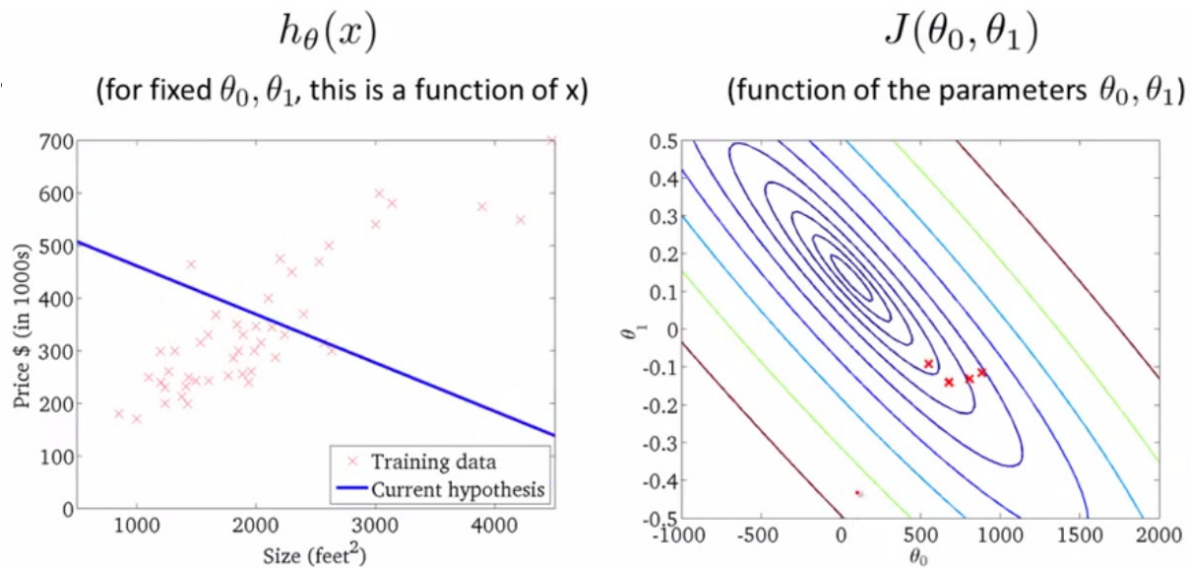 hθ(x)
(for fixed θ0, θ1, this is a function of x)
700
600
500
400
300
200
100
0
Price $ (in 1000s)
1000 2000 3000 4000
Size (feet²)
Training data
Current hypothesis
J(θ0, θ1)
(function of the parameters θ0, θ1)
0.5
0.4
0.3
0.2
0.1
0
-0.1
-0.2
-0.3
-0.4
-0.5
θ1
-1000 -500 0 500 1000 1500 2000
θ0